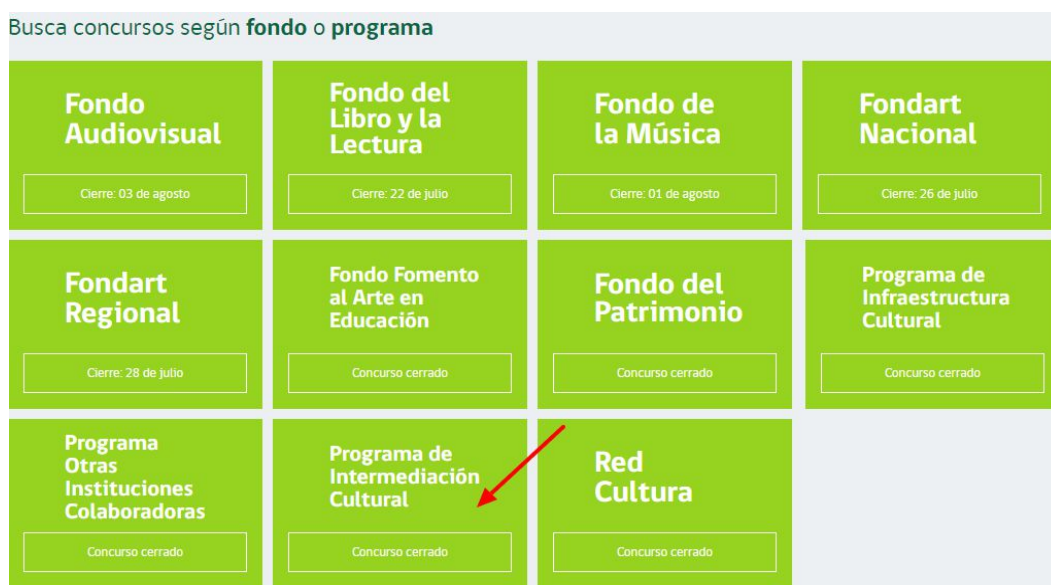 Busca concursos según fondo o programa
Fondo
Audiovisual
Cierre: 03 de agosto
Fondo del
Libro y la
Lectura
Cierre: 22 de julio
Fondo de
la Música
Cierre: 01 de agosto
Fondart
Nacional
Cierre: 26 de julio
Fondart
Regional
Cierre: 28 de julio
Fondo Fomento
al Arte en
Educación
Concurso cerrado
Fondo del
Patrimonio
Concurso cerrado
Programa de
Infraestructura
Cultural
Concurso cerrado
Programa
Otras
Instituciones
Colaboradoras
Concurso cerrado
Programa de
Intermediación
Cultural
Concurso cerrado
Red
Cultura
Concurso cerrado